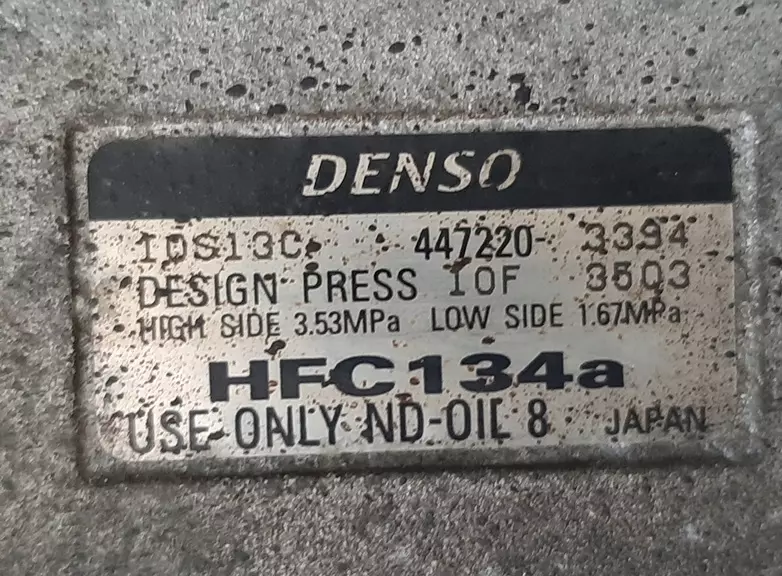 DENSO
10S13C 447220- 3394
DESIGN PRESS 10F 3503
HIGH SIDE 3.53MPa LOW SIDE 1.67MPa
HFC134a
USE ONLY ND-OIL 8 JAPAN